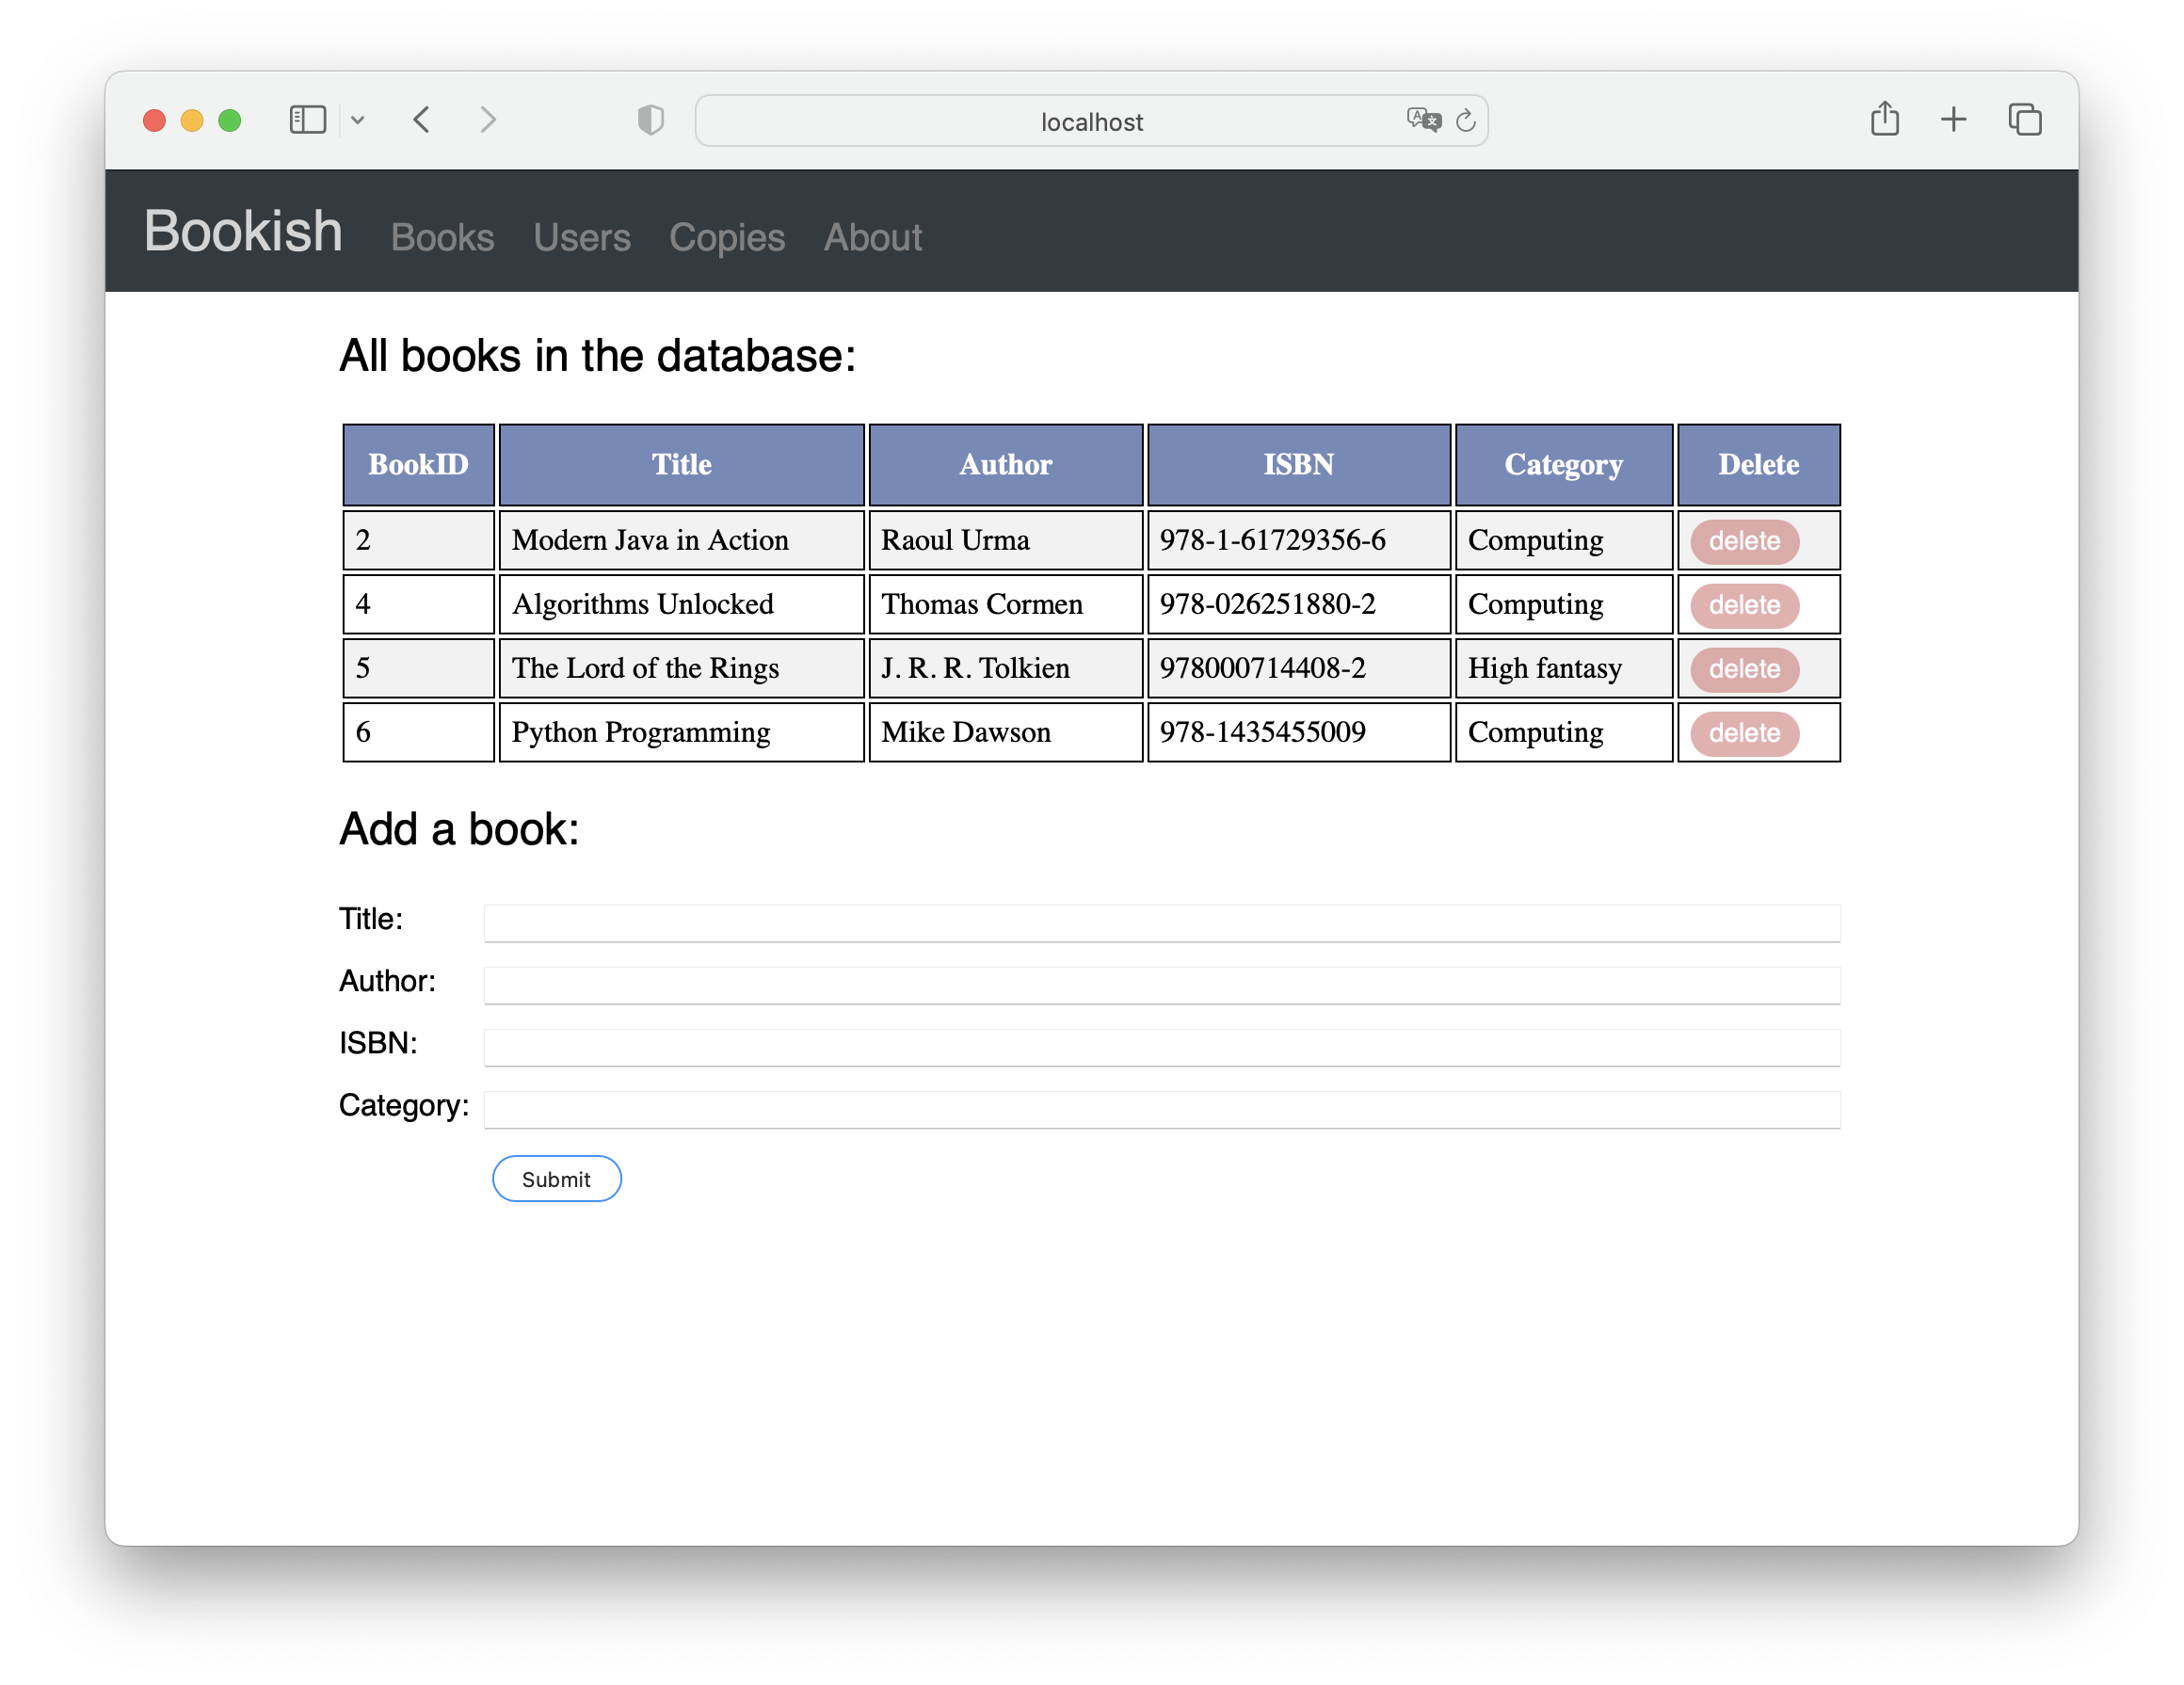 localhost
Bookish Books Users Copies About
All books in the database:
BookID Title Author ISBN Category Delete
2 Modern Java in Action Raoul Urma 978-1-61729356-6 Computing delete
4 Algorithms Unlocked Thomas Cormen 978-026251880-2 Computing delete
5 The Lord of the Rings J. R. R. Tolkien 978000714408-2 High fantasy delete
6 Python Programming Mike Dawson 978-1435455009 Computing delete
Add a book:
Title:
Author:
ISBN:
Category:
Submit